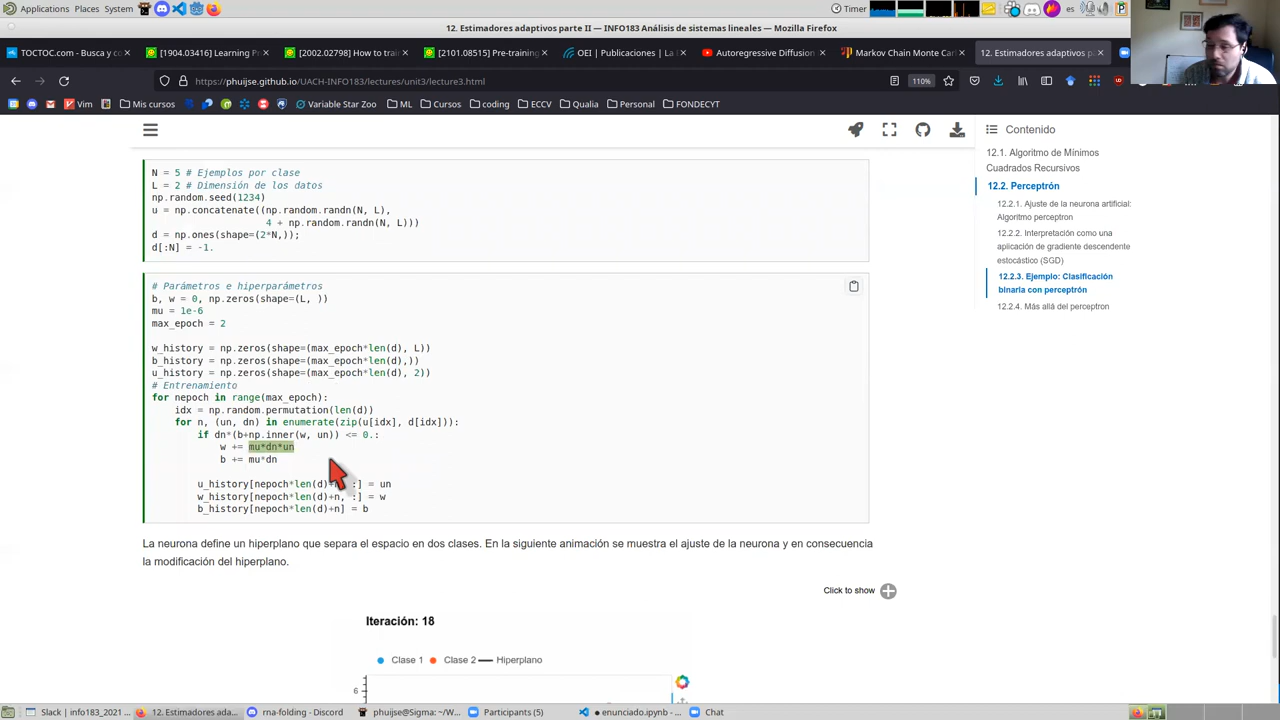 Applications Places System
Timer
es
12. Estimadores adaptivos parte II — INFO183 Análisis de sistemas lineales — Mozilla Firefox
TOCTOC.com - Busca y co
[1904.03416] Learning Pr
[2002.02798] How to train
[2101.08515] Pre-training
OEI | Publicaciones | La
Autoregressive Diffusion
Markov Chain Monte Carl
12. Estimadores adaptivos p
https://phuijse.github.io/UACH-INFO183/lectures/unit3/lecture3.html
110%
Vim
Mis cursos
Variable Star Zoo
ML
Cursos
coding
ECCV
Qualia
Personal
FONDECYT
Contenido
12.1. Algoritmo de Mínimos
Cuadrados Recursivos
12.2. Perceptrón
12.2.1. Ajuste de la neurona artificial:
Algoritmo perceptron
12.2.2. Interpretación como una
aplicación de gradiente descendente
estocástico (SGD)
12.2.3. Ejemplo: Clasificación
binaria con perceptrón
12.2.4. Más allá del perceptron
N = 5 # Ejemplos por clase
L = 2 # Dimensión de los datos
np.random.seed(1234)
u = np.concatenate((np.random.randn(N, L),
4 + np.random.randn(N, L)))
d = np.ones(shape=(2*N,));
d[:N] = -1.
# Parámetros e hiperparámetros
b, w = 0, np.zeros(shape=(L, ))
mu = 1e-6
max_epoch = 2
w_history = np.zeros(shape=(max_epoch*len(d), L))
b_history = np.zeros(shape=(max_epoch*len(d),))
u_history = np.zeros(shape=(max_epoch*len(d), 2))
# Entrenamiento
for nepoch in range(max_epoch):
idx = np.random.permutation(len(d))
for n, (un, dn) in enumerate(zip(u[idx], d[idx])):
if dn*(b+np.inner(w, un)) <= 0.:
w += mu*dn*un
b += mu*dn
u_history[nepoch*len(d)+n, :] = un
w_history[nepoch*len(d)+n, :] = w
b_history[nepoch*len(d)+n] = b
La neurona define un hiperplano que separa el espacio en dos clases. En la siguiente animación se muestra el ajuste de la neurona y en consecuencia
la modificación del hiperplano.
Click to show
Iteración: 18
Clase 1 Clase 2 Hiperplano
6
Slack | info183_2021 ...
12. Estimadores ada...
rna-folding - Discord
phuijse@Sigma: ~/W...
Participants (5)
● enunciado.ipynb - ...
Chat